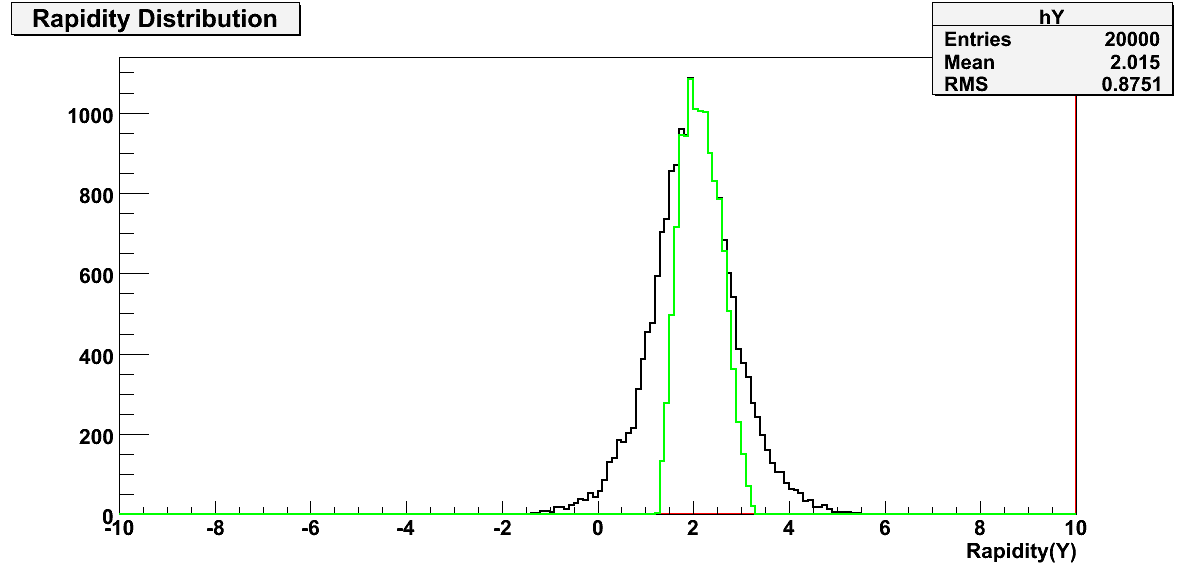 Rapidity Distribution
hY
Entries 20000
Mean 2.015
RMS 0.8751
1000
800
600
400
200
0
-10 -8 -6 -4 -2 0 2 4 6 8 10
Rapidity(Y)